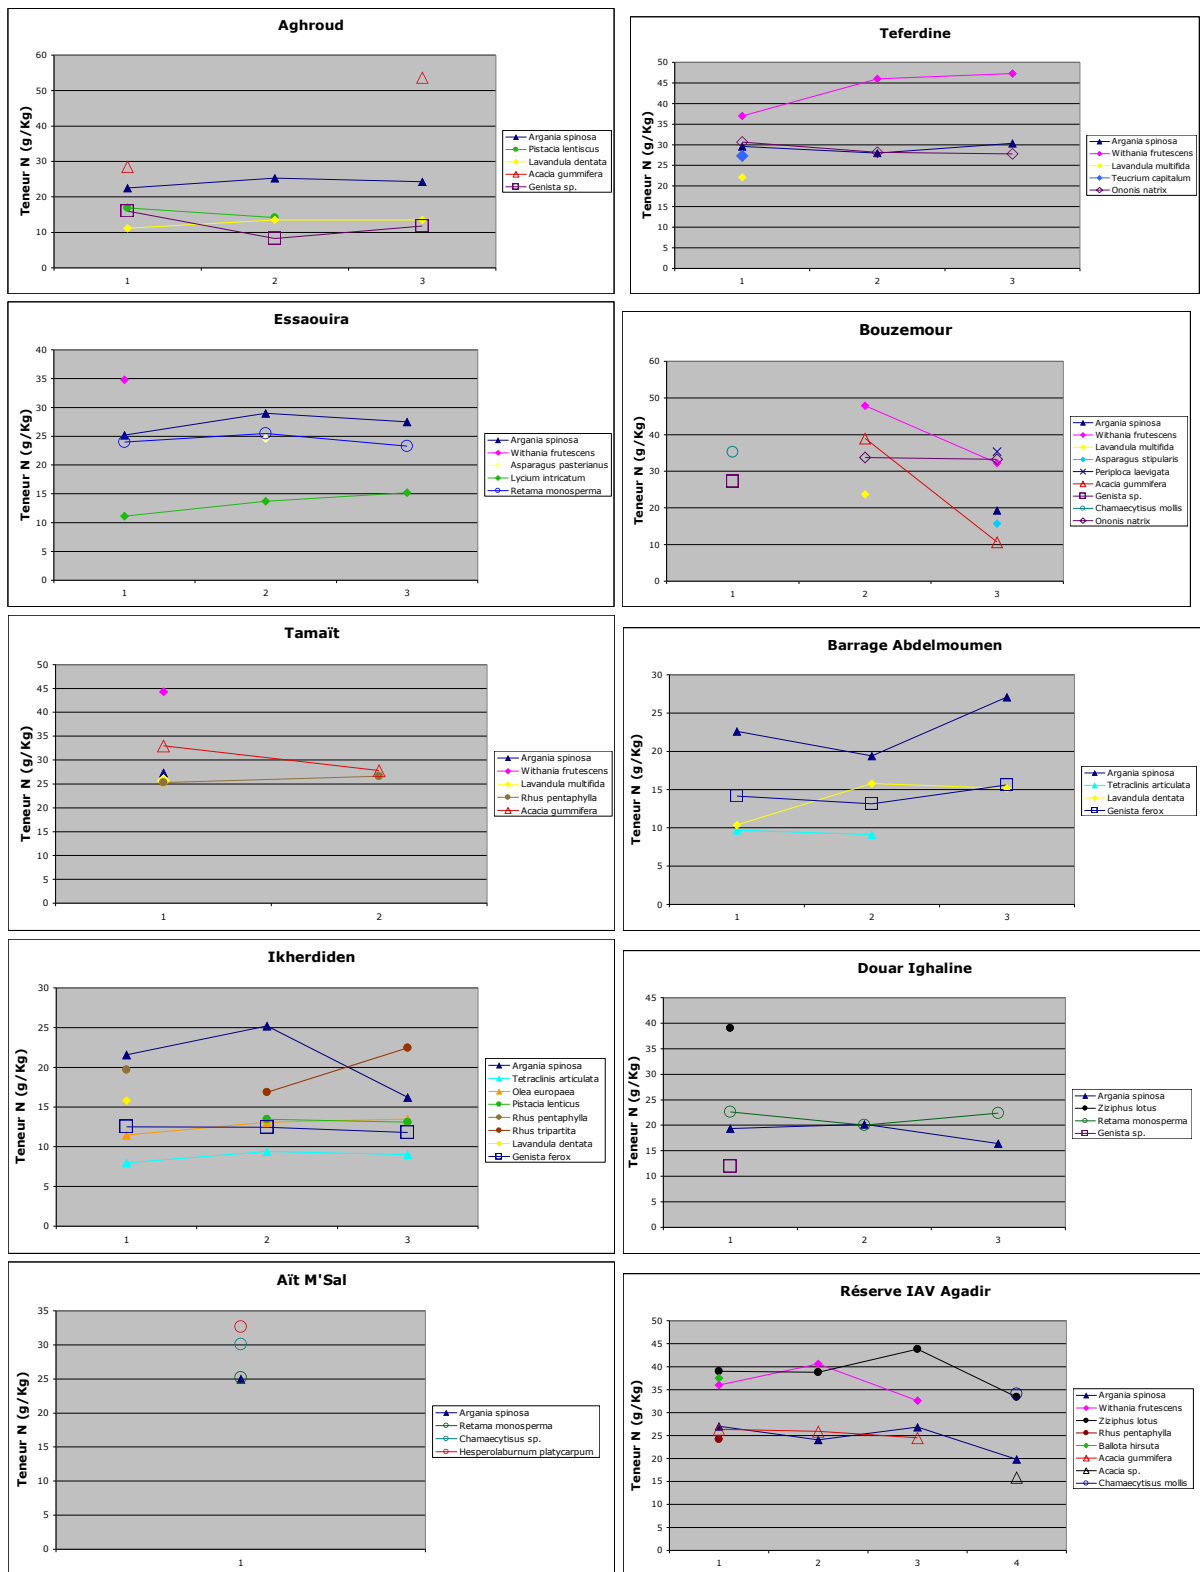 Aghroud
Teneur N (g/Kg)
60
50
40
30
20
10
0
1 2 3
Argania spinosa
Pistacia lentiscus
Lavandula dentata
Acacia gummifera
Genista sp.
Teferdine
Teneur N (g/Kg)
50
45
40
35
30
25
20
15
10
5
0
1 2 3
Argania spinosa
Withania frutescens
Lavandula multifida
Teucrium capitalum
Ononis natrix
Essaouira
Teneur N (g/Kg)
40
35
30
25
20
15
10
5
0
1 2 3
Argania spinosa
Withania frutescens
Asparagus pasterianus
Lycium intricatum
Retama monosperma
Bouzemour
Teneur N (g/Kg)
60
50
40
30
20
10
0
1 2 3
Argania spinosa
Withania frutescens
Lavandula multifida
Asparagus stipularis
Periploca laevigata
Acacia gummifera
Genista sp.
Chamaecytisus mollis
Ononis natrix
Tamaït
Teneur N (g/Kg)
50
45
40
35
30
25
20
15
10
5
0
1 2
Argania spinosa
Withania frutescens
Lavandula multifida
Rhus pentaphylla
Acacia gummifera
Barrage Abdelmoumen
Teneur N (g/Kg)
30
25
20
15
10
5
0
1 2 3
Argania spinosa
Tetraclinis articulata
Lavandula dentata
Genista ferox
Ikherdiden
Teneur N (g/Kg)
30
25
20
15
10
5
0
1 2 3
Argania spinosa
Tetraclinis articulata
Olea europaea
Pistacia lenticus
Rhus pentaphylla
Rhus tripartita
Lavandula dentata
Genista ferox
Douar Ighaline
Teneur N (g/Kg)
45
40
35
30
25
20
15
10
5
0
1 2 3
Argania spinosa
Ziziphus lotus
Retama monosperma
Genista sp.
Aït M'Sal
Teneur N (g/Kg)
35
30
25
20
15
10
5
0
1
Argania spinosa
Retama monosperma
Chamaecytisus sp.
Hesperolaburnum platycarpum
Réserve IAV Agadir
Teneur N (g/Kg)
50
45
40
35
30
25
20
15
10
5
0
1 2 3 4
Argania spinosa
Withania frutescens
Ziziphus lotus
Rhus pentaphylla
Ballota hirsuta
Acacia gummifera
Acacia sp.
Chamaecytisus mollis